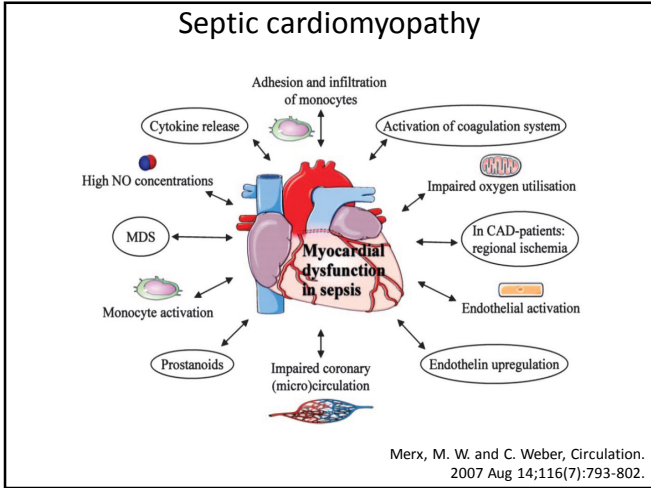 Septic cardiomyopathy
Adhesion and infiltration
of monocytes
Cytokine release
Activation of coagulation system
High NO concentrations
Impaired oxygen utilisation
MDS
In CAD-patients:
regional ischemia
Myocardial
dysfunction
in sepsis
Monocyte activation
Endothelial activation
Prostanoids
Impaired coronary
(micro)circulation
Endothelin upregulation
Merx, M. W. and C. Weber, Circulation.
2007 Aug 14;116(7):793-802.